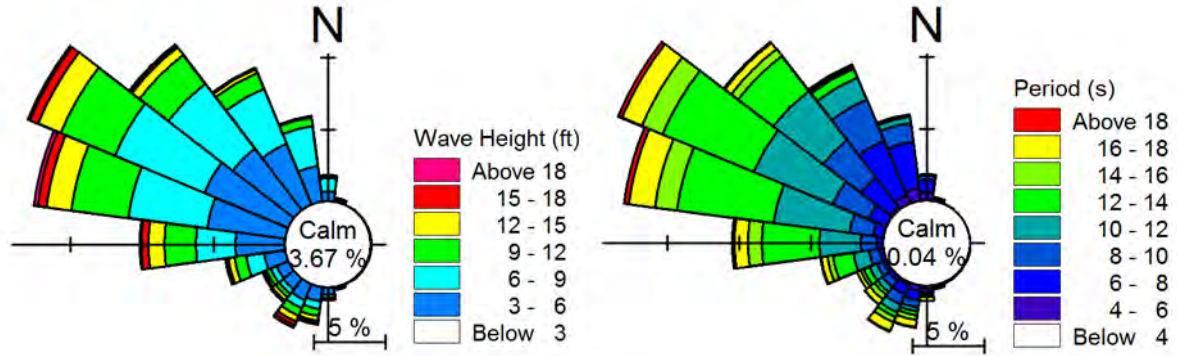 N
Calm
3.67 %
5 %
Wave Height (ft)
Above 18
15 - 18
12 - 15
9 - 12
6 - 9
3 - 6
Below 3
N
Calm
0.04 %
5 %
Period (s)
Above 18
16 - 18
14 - 16
12 - 14
10 - 12
8 - 10
6 - 8
4 - 6
Below 4